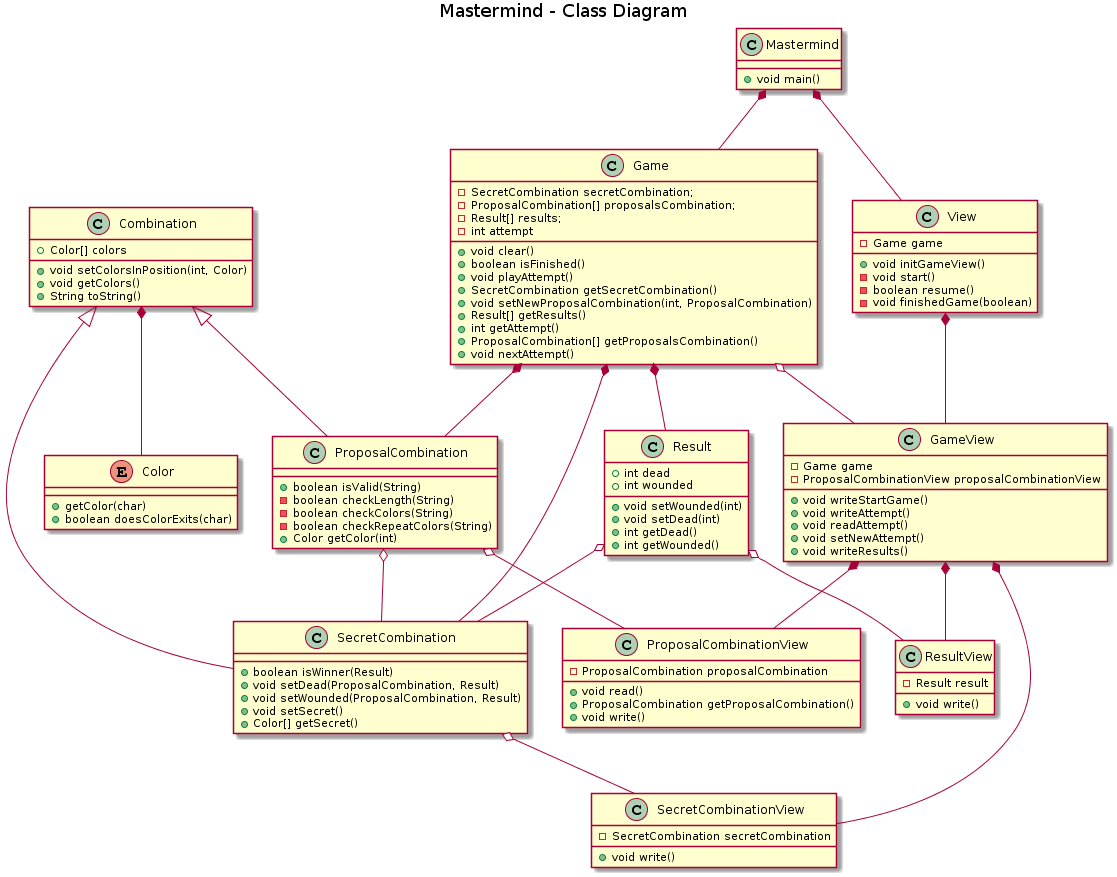 Mastermind - Class Diagram
C Mastermind
void main()
C Game
SecretCombination secretCombination;
ProposalCombination[] proposalsCombination;
Result[] results;
int attempt
void clear()
boolean isFinished()
void playAttempt()
SecretCombination getSecretCombination()
void setNewProposalCombination(int, ProposalCombination)
Result[] getResults()
int getAttempt()
ProposalCombination[] getProposalsCombination()
void nextAttempt()
C View
Game game
void initGameView()
void start()
boolean resume()
void finishedGame(boolean)
C Combination
Color[] colors
void setColorsInPosition(int, Color)
void getColors()
String toString()
E Color
getColor(char)
boolean doesColorExits(char)
C ProposalCombination
boolean isValid(String)
boolean checkLength(String)
boolean checkColors(String)
boolean checkRepeatColors(String)
Color getColor(int)
C Result
int dead
int wounded
void setWounded(int)
void setDead(int)
int getDead()
int getWounded()
C GameView
Game game
ProposalCombinationView proposalCombinationView
void writeStartGame()
void writeAttempt()
void readAttempt()
void setNewAttempt()
void writeResults()
C SecretCombination
boolean isWinner(Result)
void setDead(ProposalCombination, Result)
void setWounded(ProposalCombination, Result)
void setSecret()
Color[] getSecret()
C ProposalCombinationView
ProposalCombination proposalCombination
void read()
ProposalCombination getProposalCombination()
void write()
C ResultView
Result result
void write()
C SecretCombinationView
SecretCombination secretCombination
void write()